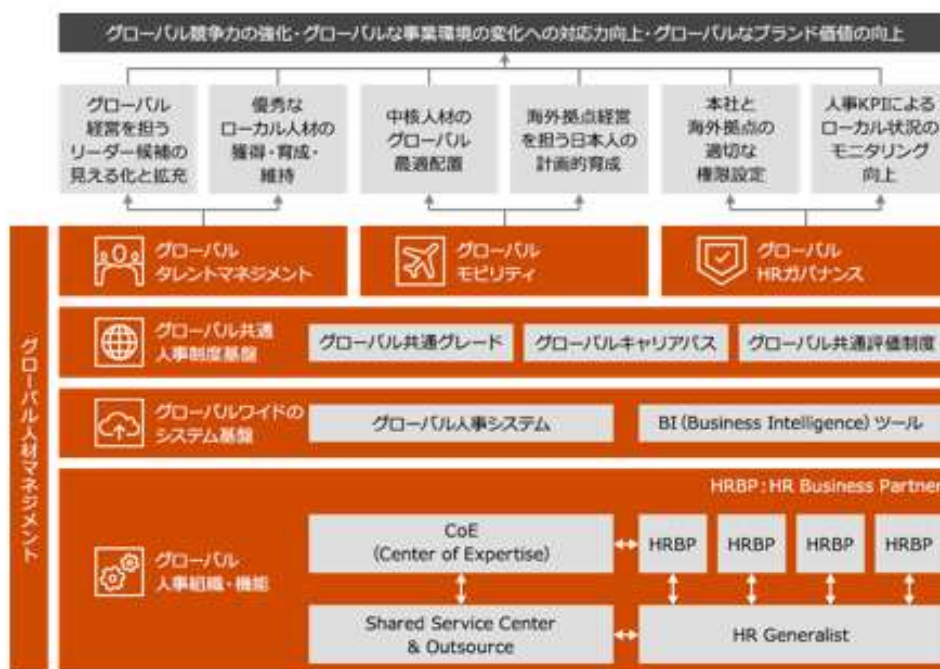 グローバル競争力の強化・グローバルな事業環境の変化への対応力向上・グローバルなブランド価値の向上
グローバル
経営を担う
リーダー候補の
見える化と拡充
優秀な
ローカル人材の
獲得・育成・
維持
中核人材の
グローバル
最適配置
海外拠点経営
を担う日本人の
計画的育成
本社と
海外拠点の
適切な
権限設定
人事KPIによる
ローカル状況の
モニタリング
向上
グローバル人材マネジメント
グローバル
タレントマネジメント
グローバル
モビリティ
グローバル
HRガバナンス
グローバル共通
人事制度基盤
グローバル共通グレード
グローバルキャリアパス
グローバル共通評価制度
グローバルワイドの
システム基盤
グローバル人事システム
BI(Business Intelligence)ツール
HRBP:HR Business Partner
グローバル
人事組織・機能
CoE
(Center of Expertise)
HRBP
HRBP
HRBP
HRBP
Shared Service Center
& Outsource
HR Generalist